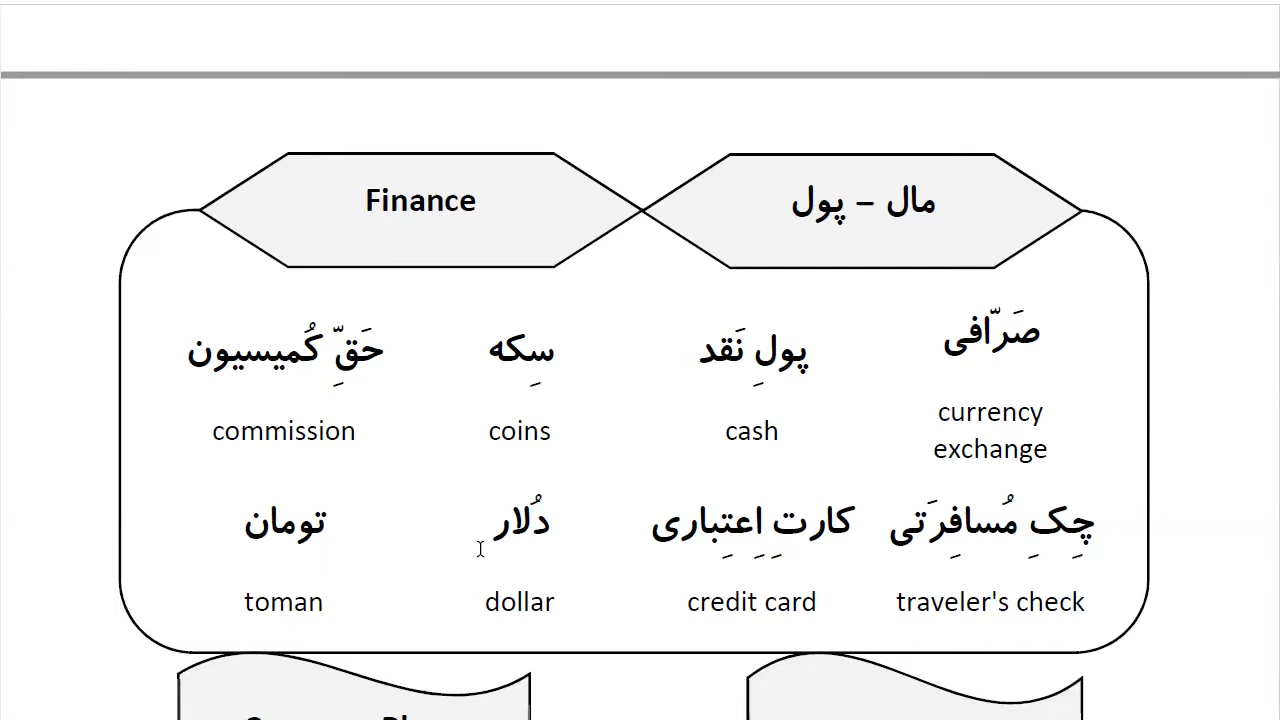 Finance
مال – پول
صَرّافی
پولِ نَقد
سِکه
حَقِّ کُمیسیون
currency
exchange
cash
coins
commission
چِکِ مُسافِرَتی
کارتِ اِعتِباری
دُلار
تومان
traveler's check
credit card
dollar
toman